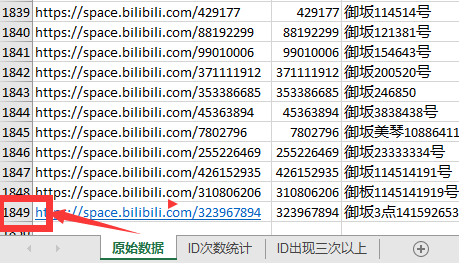 1839 https://space.bilibili.com/429177 429177 御坂114514号
1840 https://space.bilibili.com/88192299 88192299 御坂121381号
1841 https://space.bilibili.com/99010006 99010006 御坂154643号
1842 https://space.bilibili.com/371111912 371111912 御坂200520号
1843 https://space.bilibili.com/353386685 353386685 御坂246850
1844 https://space.bilibili.com/45363894 45363894 御坂3838438号
1845 https://space.bilibili.com/7802796 7802796 御坂美琴10886411
1846 https://space.bilibili.com/255226469 255226469 御坂23333334号
1847 https://space.bilibili.com/426152935 426152935 御坂114514191号
1848 https://space.bilibili.com/310806206 310806206 御坂1145141919号
1849 https://space.bilibili.com/323967894 323967894 御坂3点141592653
原始数据 ID次数统计 ID出现三次以上